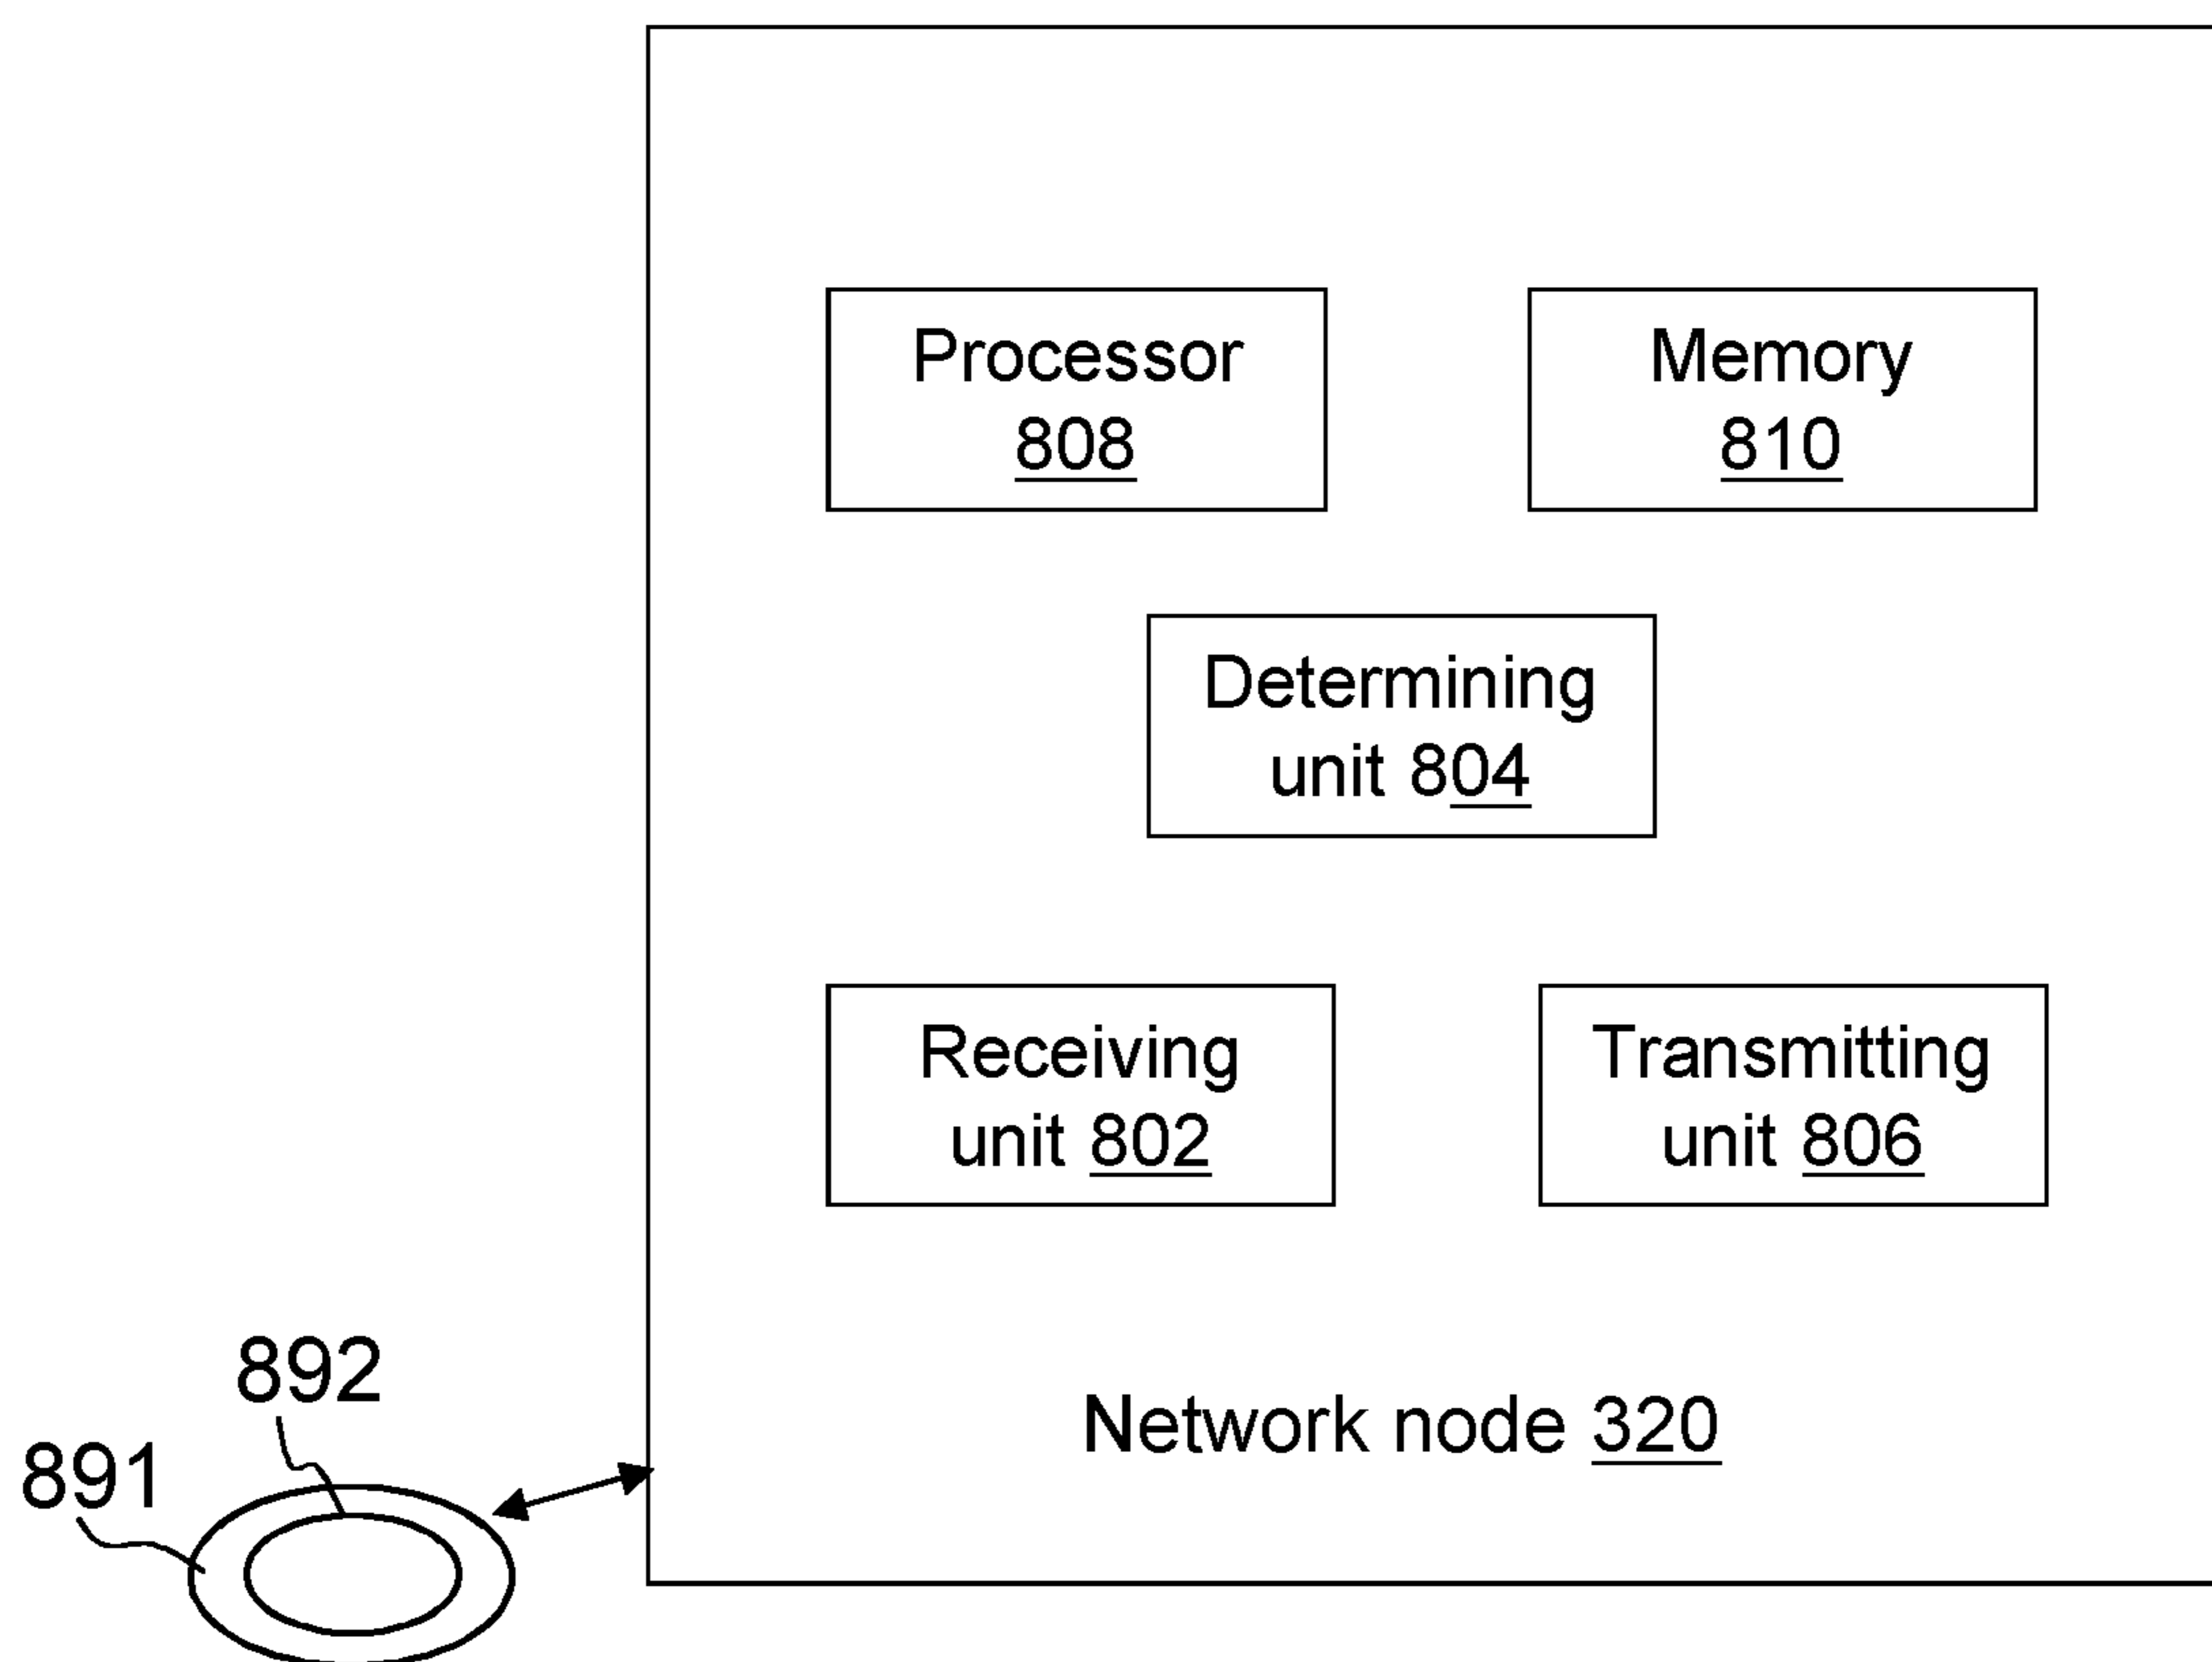 Processor
808
Memory
810
Determining
unit 804
Receiving
unit 802
Transmitting
unit 806
Network node 320
892
891